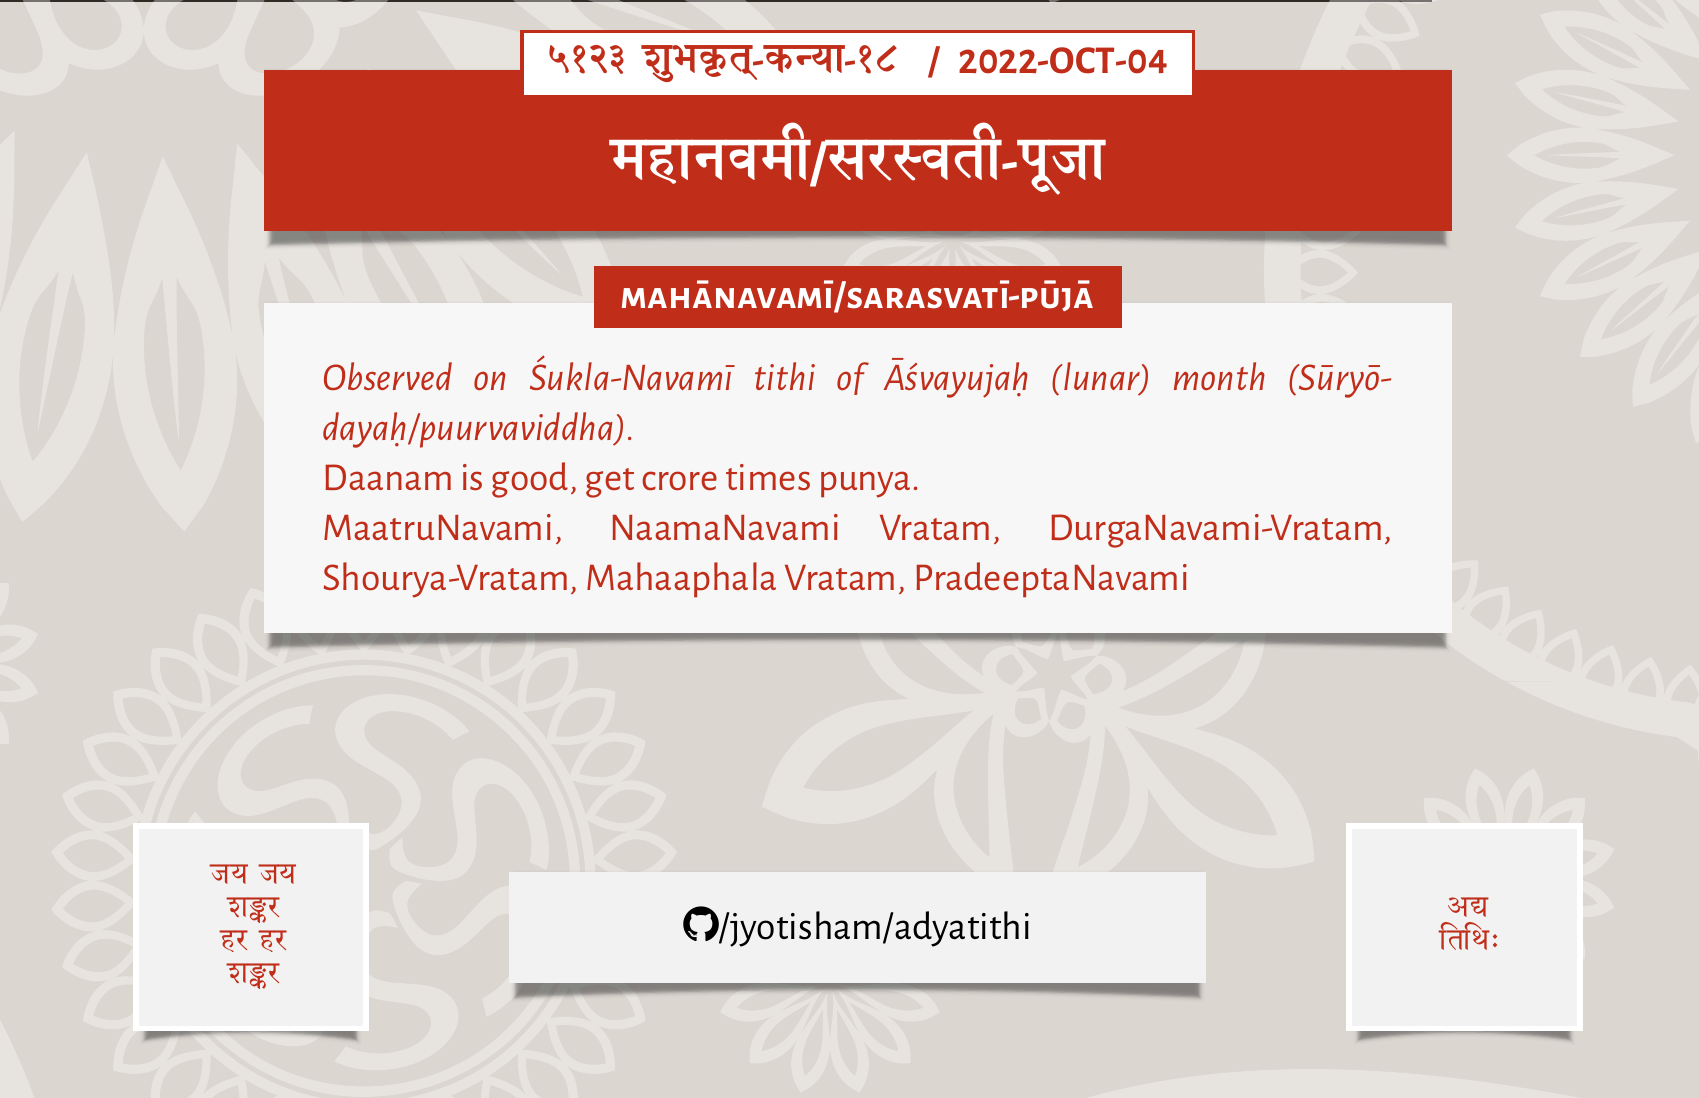 ५१२३ शुभकृत्-कन्या-१८ / 2022-OCT-04
महानवमी/सरस्वती-पूजा
MAHĀNAVAMĪ/SARASVATĪ-PŪJĀ
Observed on Śukla-Navamī tithi of Āśvayujaḥ (lunar) month (Sūryō-
dayaḥ/puurvaviddha).
Daanam is good, get crore times punya.
MaatruNavami, NaamaNavami Vratam, DurgaNavami-Vratam,
Shourya-Vratam, Mahaaphala Vratam, PradeeptaNavami
जय जय
शङ्कर
हर हर
शङ्कर
/jyotisham/adyatithi
अद्य
तिथिः